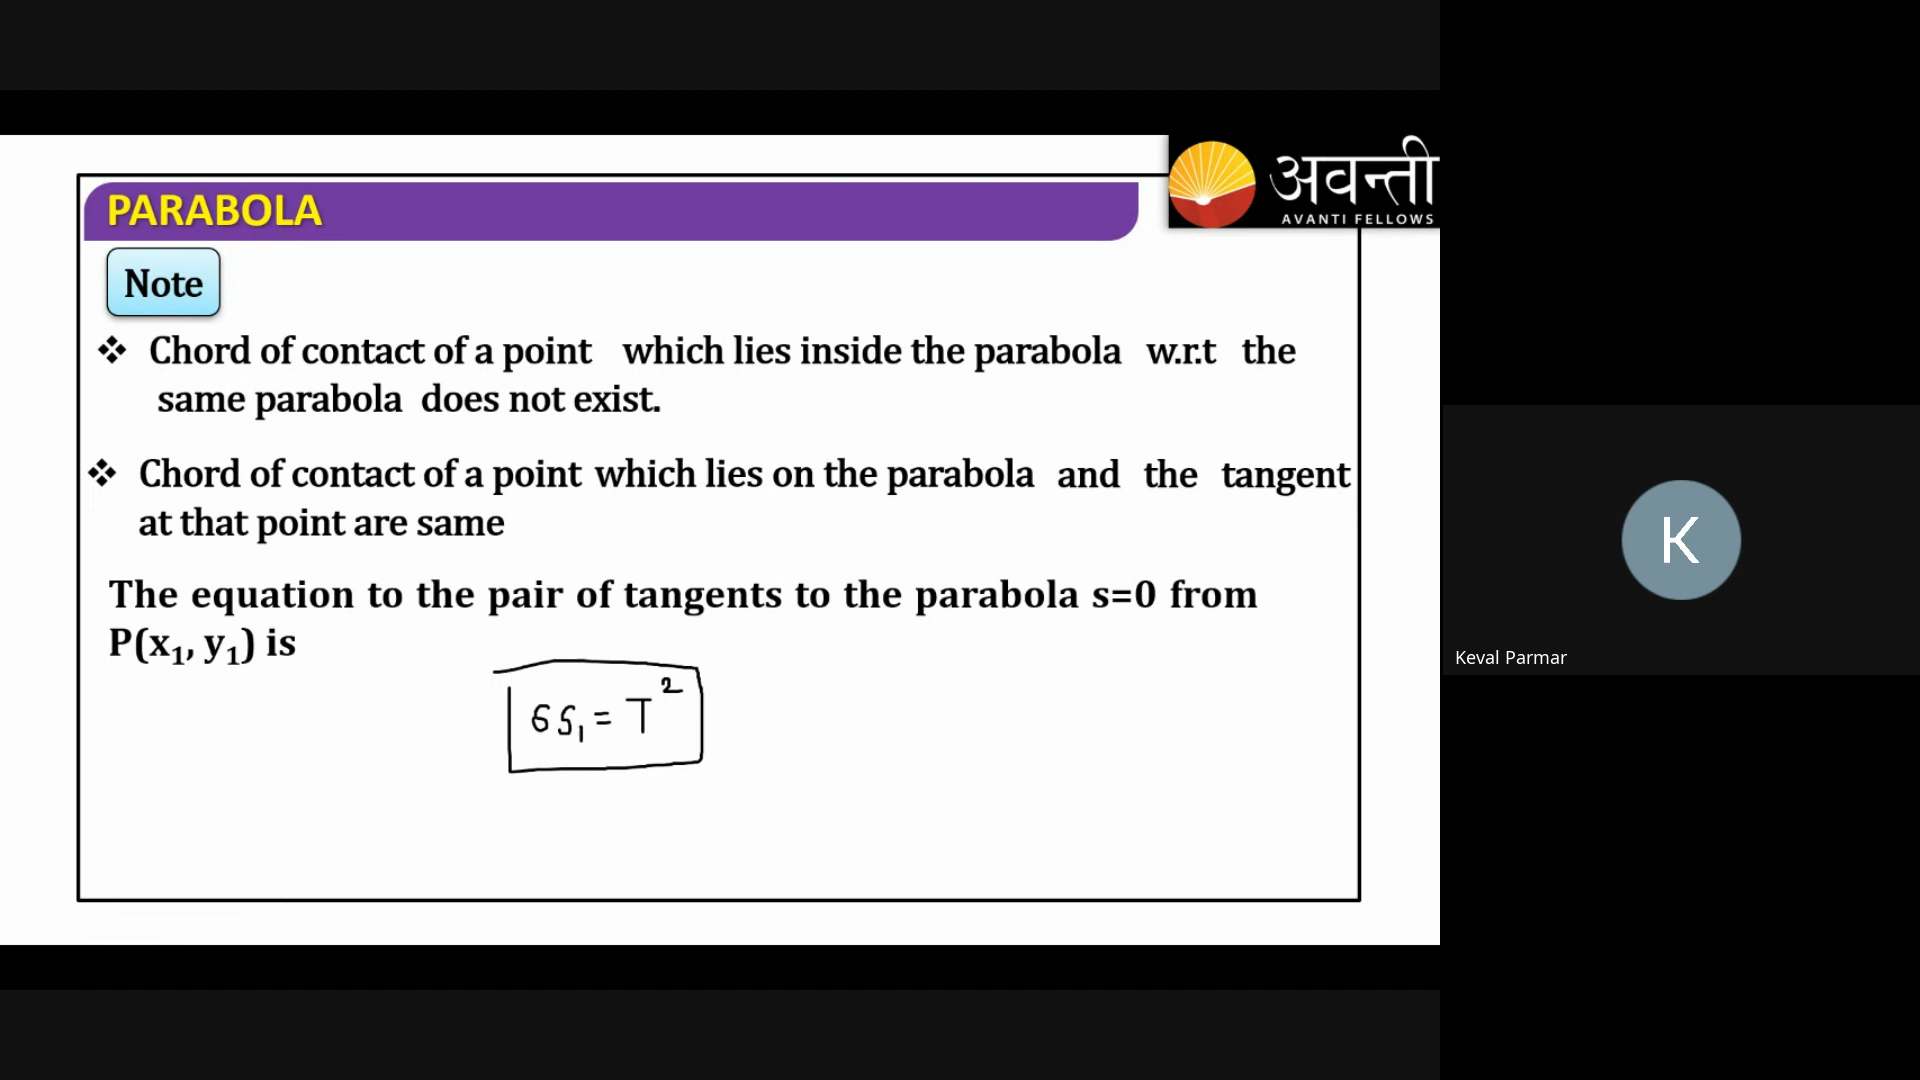 अवन्ती
AVANTI FELLOWS
PARABOLA
Note
❖ Chord of contact of a point which lies inside the parabola w.r.t the
same parabola does not exist.
❖ Chord of contact of a point which lies on the parabola and the tangent
at that point are same
The equation to the pair of tangents to the parabola s=0 from
P(x₁, y₁) is
SS₁ = T²
K
Keval Parmar